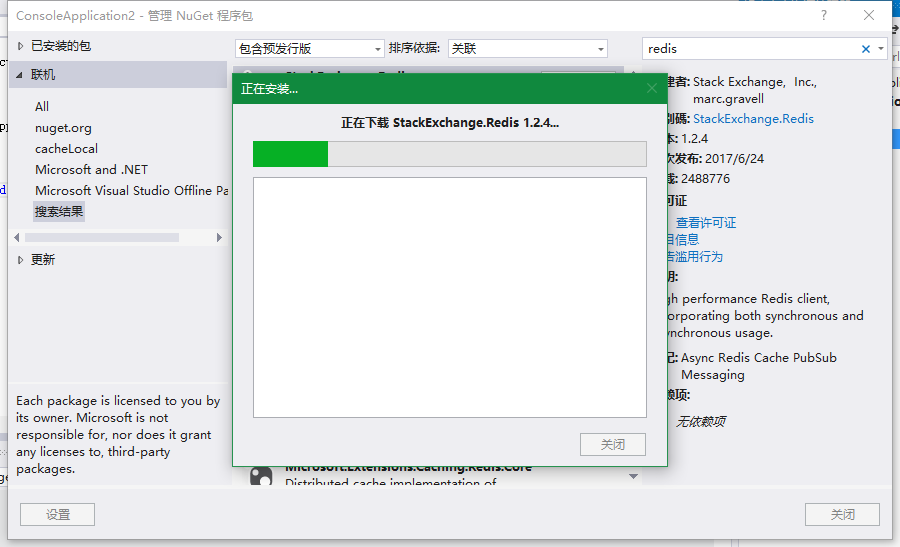 ConsoleApplication2 - 管理 NuGet 程序包
? 
已安装的包
联机
All
nuget.org
cacheLocal
Microsoft and .NET
Microsoft Visual Studio Offline Pa
搜索结果
更新
Each package is licensed to you by
its owner. Microsoft is not
responsible for, nor does it grant
any licenses to, third-party
packages.
设置
包含预发行版
排序依据:
关联
正在安装...
正在下载 StackExchange.Redis 1.2.4...
关闭
Microsoft.Extensions.Caching.Redis.Core
Distributed cache implementation of
redis
建者: Stack Exchange, Inc.,
marc.gravell
别码: StackExchange.Redis
本: 1.2.4
次发布: 2017/6/24
载: 2488776
可证
查看许可证
目信息
告滥用行为
明:
gh performance Redis client,
orporating both synchronous and
ynchronous usage.
记: Async Redis Cache PubSub
Messaging
赖项:
无依赖项
关闭